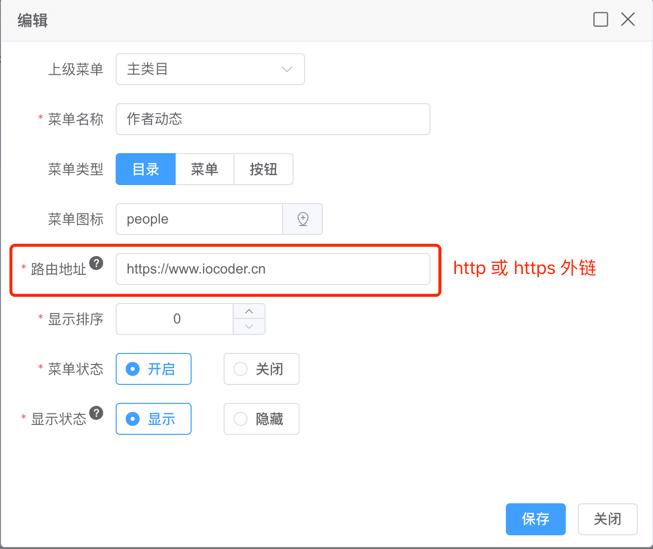 编辑
上级菜单 主类目
* 菜单名称 作者动态
菜单类型 目录 菜单 按钮
菜单图标 people
* 路由地址 ? https://www.iocoder.cn http 或 https 外链
* 显示排序 0
* 菜单状态 开启 关闭
* 显示状态 ? 显示 隐藏
保存 关闭